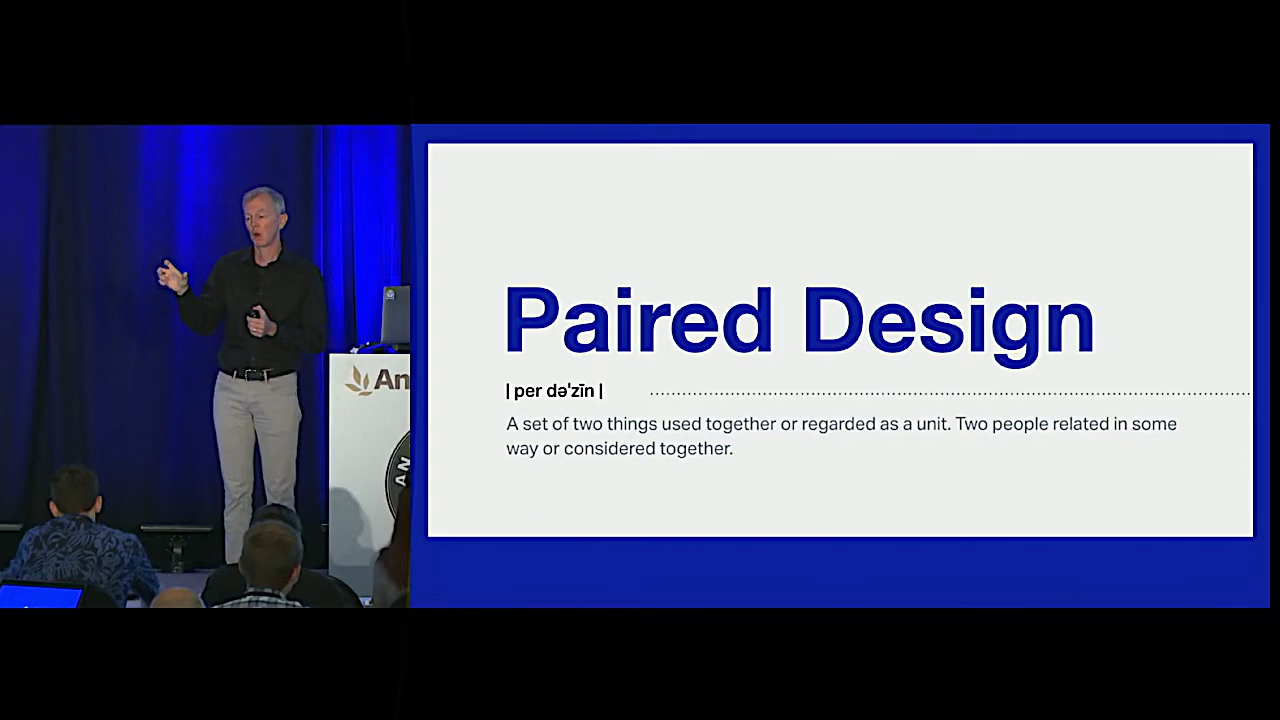 Paired Design
| per də'zīn |
A set of two things used together or regarded as a unit. Two people related in some
way or considered together.
An
AN